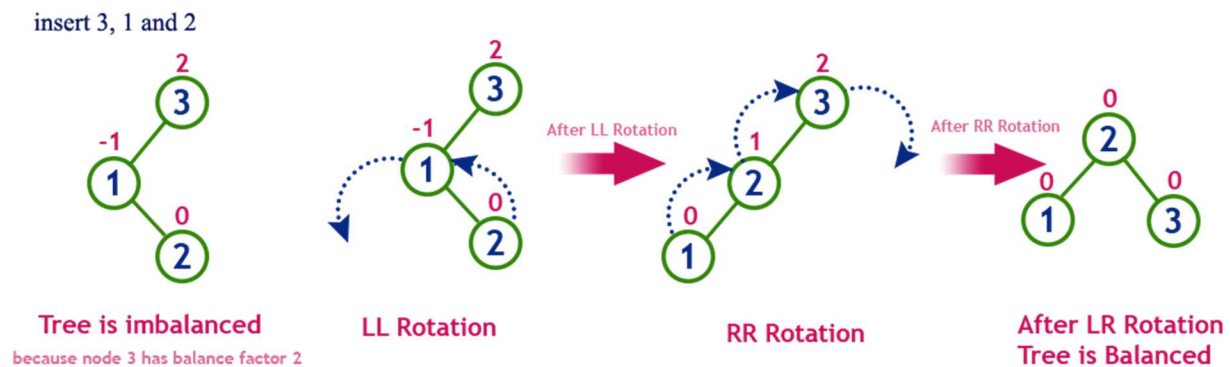 insert 3, 1 and 2
2
3
-1
1
0
2
Tree is imbalanced
because node 3 has balance factor 2
2
3
-1
1
0
2
LL Rotation
After LL Rotation
2
3
1
2
0
1
RR Rotation
After RR Rotation
0
2
0
1
0
3
After LR Rotation
Tree is Balanced